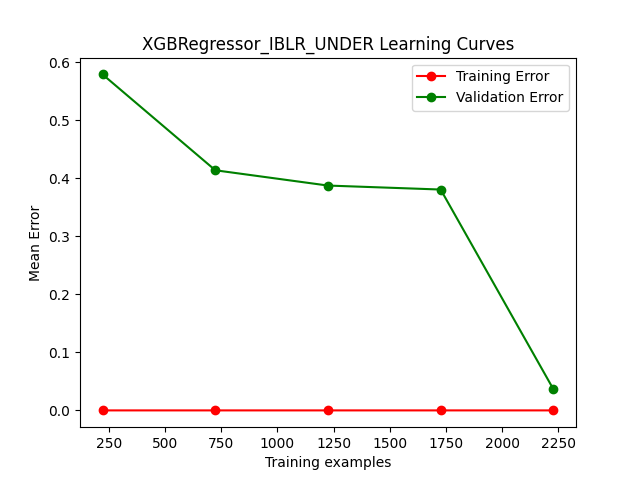 XGBRegressor_IBLR_UNDER Learning Curves
Training Error
Validation Error
Mean Error
0.6
0.5
0.4
0.3
0.2
0.1
0.0
250 500 750 1000 1250 1500 1750 2000 2250
Training examples